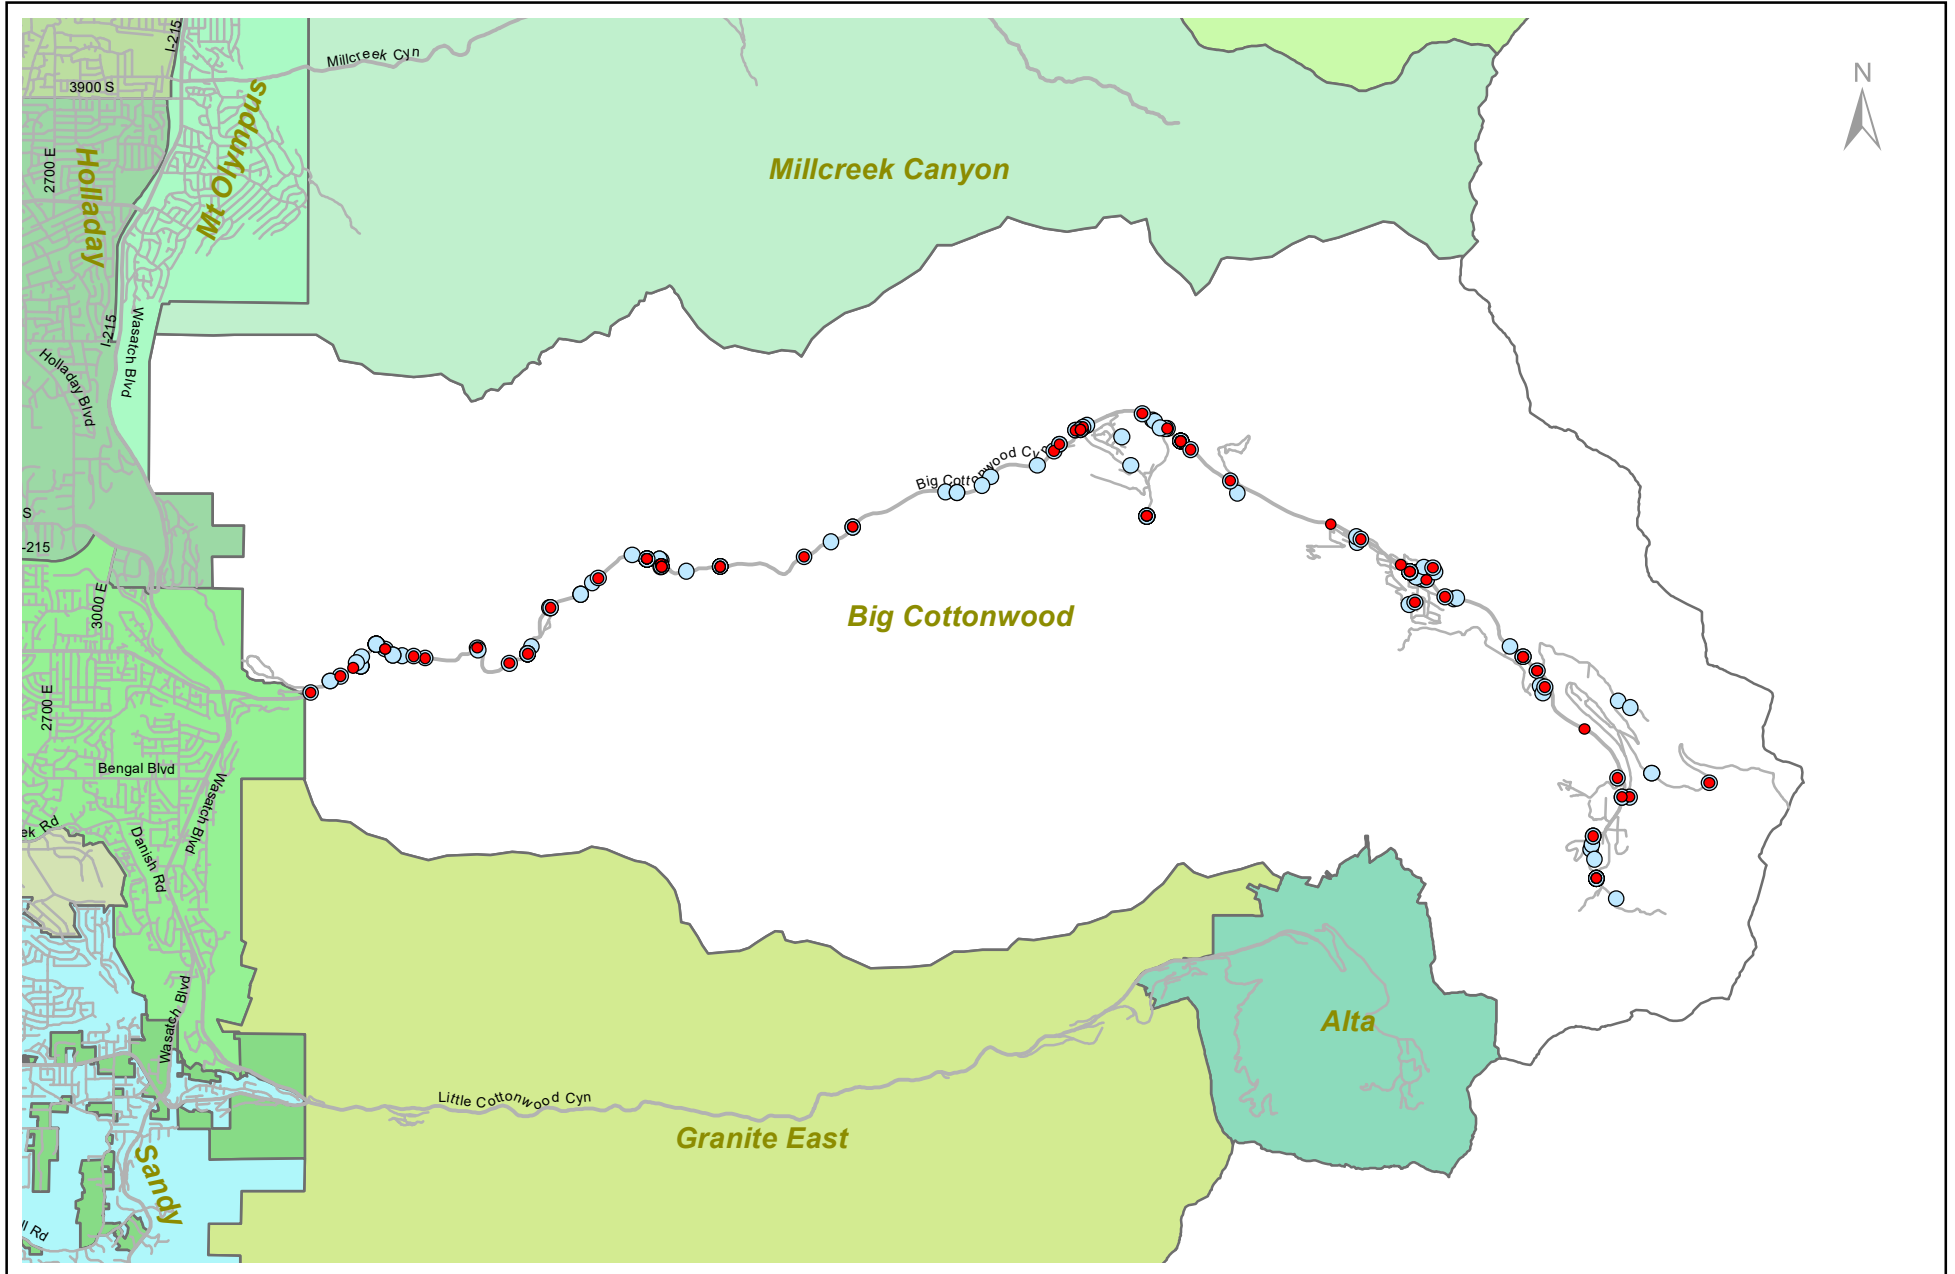 I-215
Millcreek Cyn
N
3900 S
Mt Olympus
Millcreek Canyon
2700 E
Holladay
I-215
Wasatch Blvd
Holladay Blvd
Big Cottonwood Cyn
S
-215
3000 E
Big Cottonwood
2700 E
Bengal Blvd
Wasatch Blvd
ek Rd
Danish Rd
Wasatch Blvd
Alta
Little Cottonwood Cyn
Granite East
Sandy
ll Rd